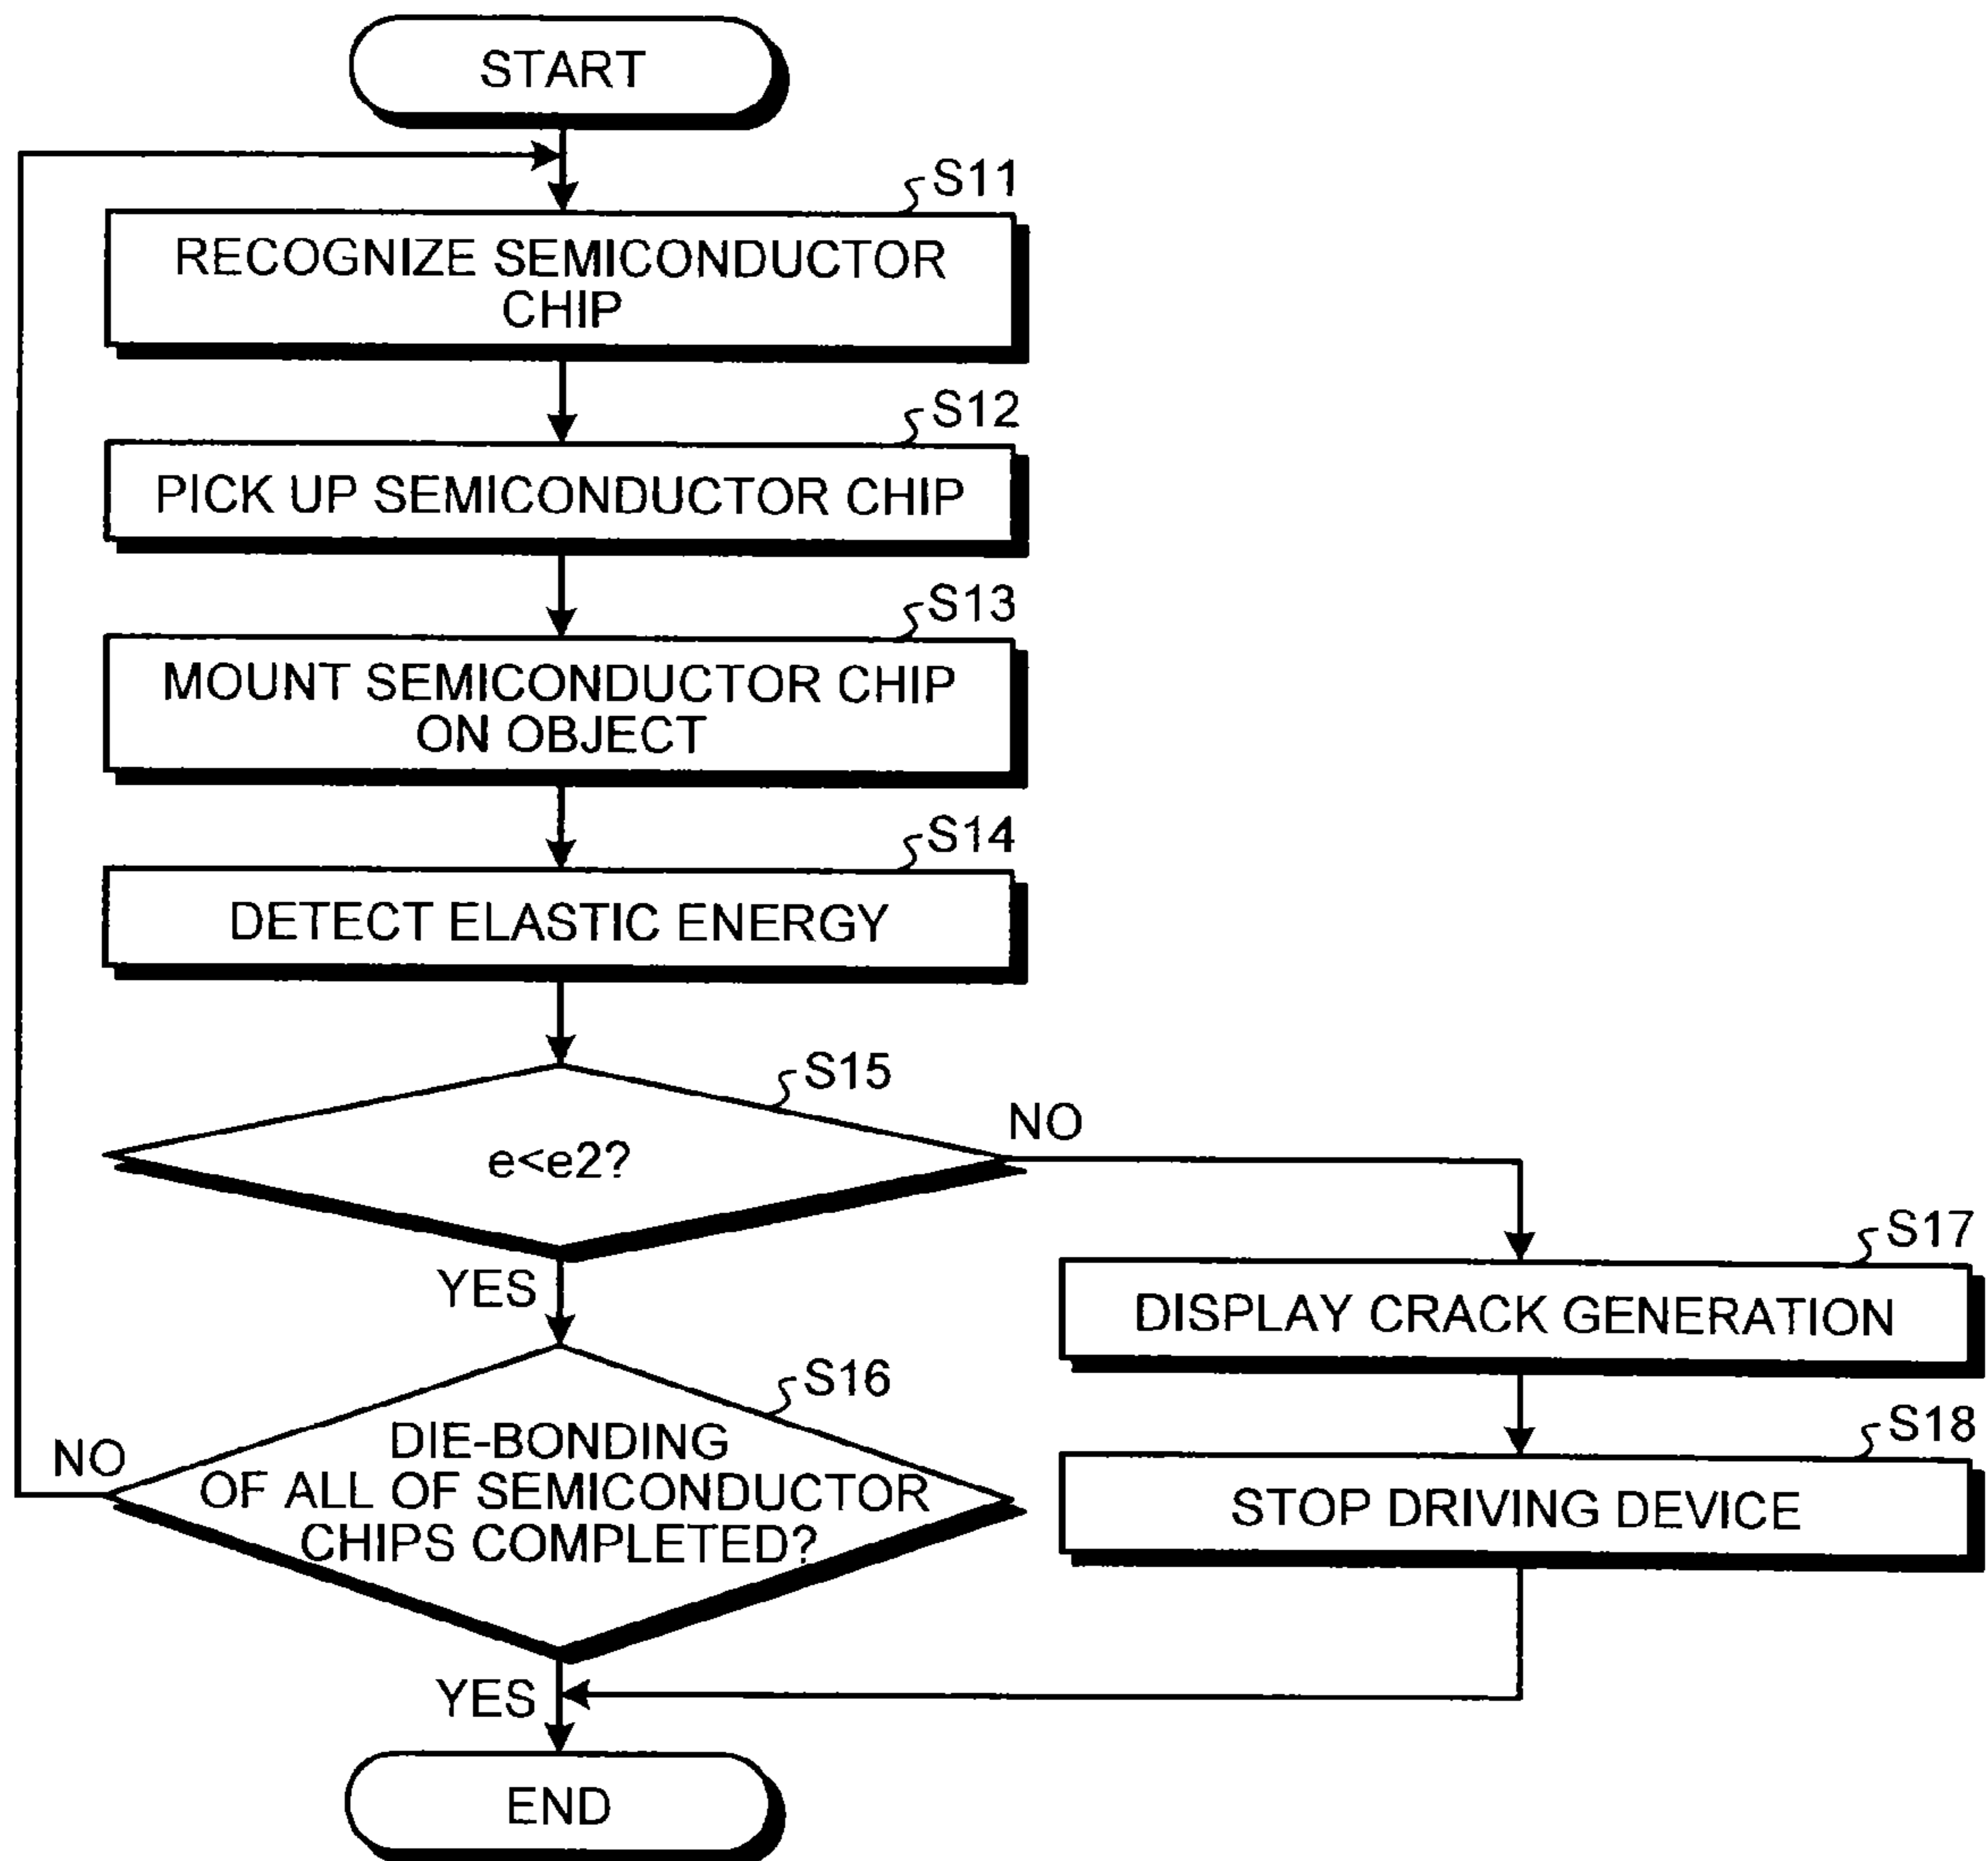 START
S11
RECOGNIZE SEMICONDUCTOR
CHIP
S12
PICK UP SEMICONDUCTOR CHIP
S13
MOUNT SEMICONDUCTOR CHIP
ON OBJECT
S14
DETECT ELASTIC ENERGY
S15
e<e2?
NO
YES
S17
DISPLAY CRACK GENERATION
S16
DIE-BONDING
OF ALL OF SEMICONDUCTOR
CHIPS COMPLETED?
NO
S18
STOP DRIVING DEVICE
YES
END